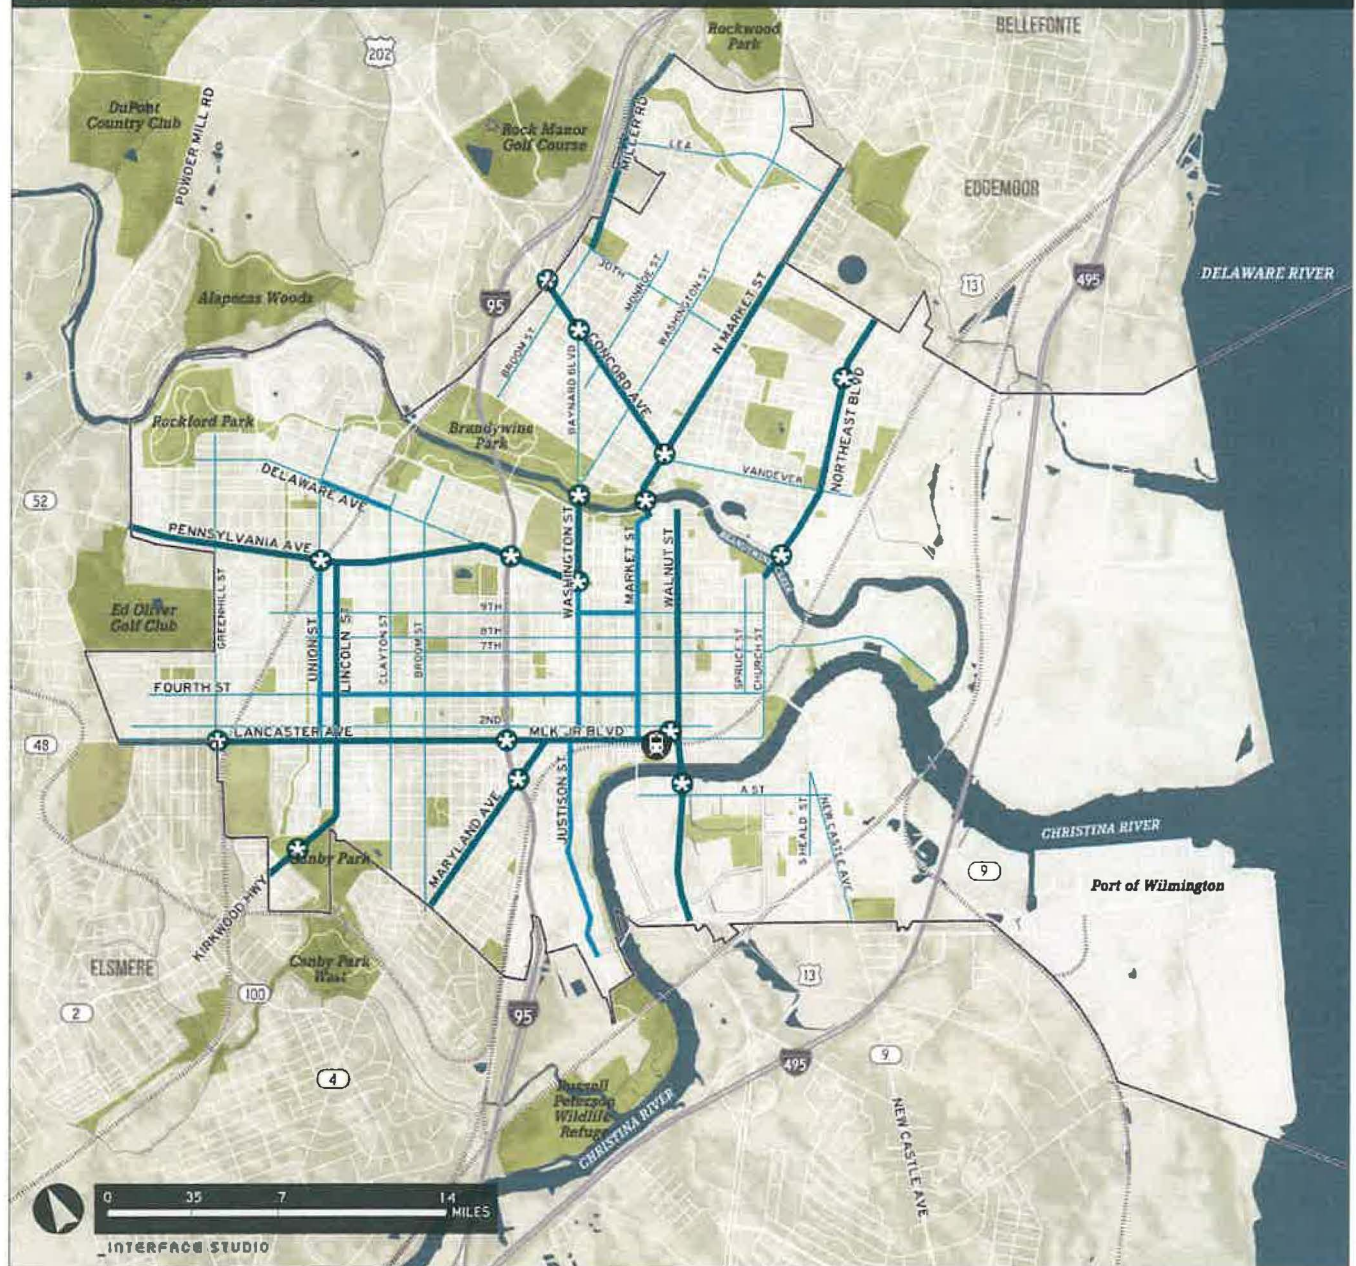 Rockwood
Park
BELLEFONTE
202
DuPont
Country Club
POWDER MILL RD
Rock Manor
Golf Course
MILLER RD
LEA
EDGEMOOR
DELAWARE RIVER
Alapocas Woods
95
13
495
30TH
MONROE ST
WASHINGTON ST
N MARKET ST
BROOM ST
BAYNARD BLVD
CONCORD AVE
NORTHEAST BLVD
Rockford Park
Brandywine
Park
VANDEVER
52
DELAWARE AVE
PENNSYLVANIA AVE
WASHINGTON ST
MARKET ST
WALNUT ST
BRANDYWINE CREEK
Ed Oliver
Golf Club
GREENHILL ST
UNION ST
LINCOLN ST
CLAYTON ST
BROOM ST
9TH
8TH
7TH
SPRUCE ST
CHURCH ST
FOURTH ST
2ND
LANCASTER AVE
MLK JR BLVD
48
MARYLAND AVE
JUSTISON ST
A ST
S HEALD ST
NEW CASTLE AVE
CHRISTINA RIVER
Canby Park
9
Port of Wilmington
KIRKWOOD HWY
ELSMERE
Canby Park
West
100
2
13
95
4
495
9
Russell
Peterson
Wildlife
Refuge
CHRISTINA RIVER
NEW CASTLE AVE
0 35 7 14
MILES
INTERFACE STUDIO